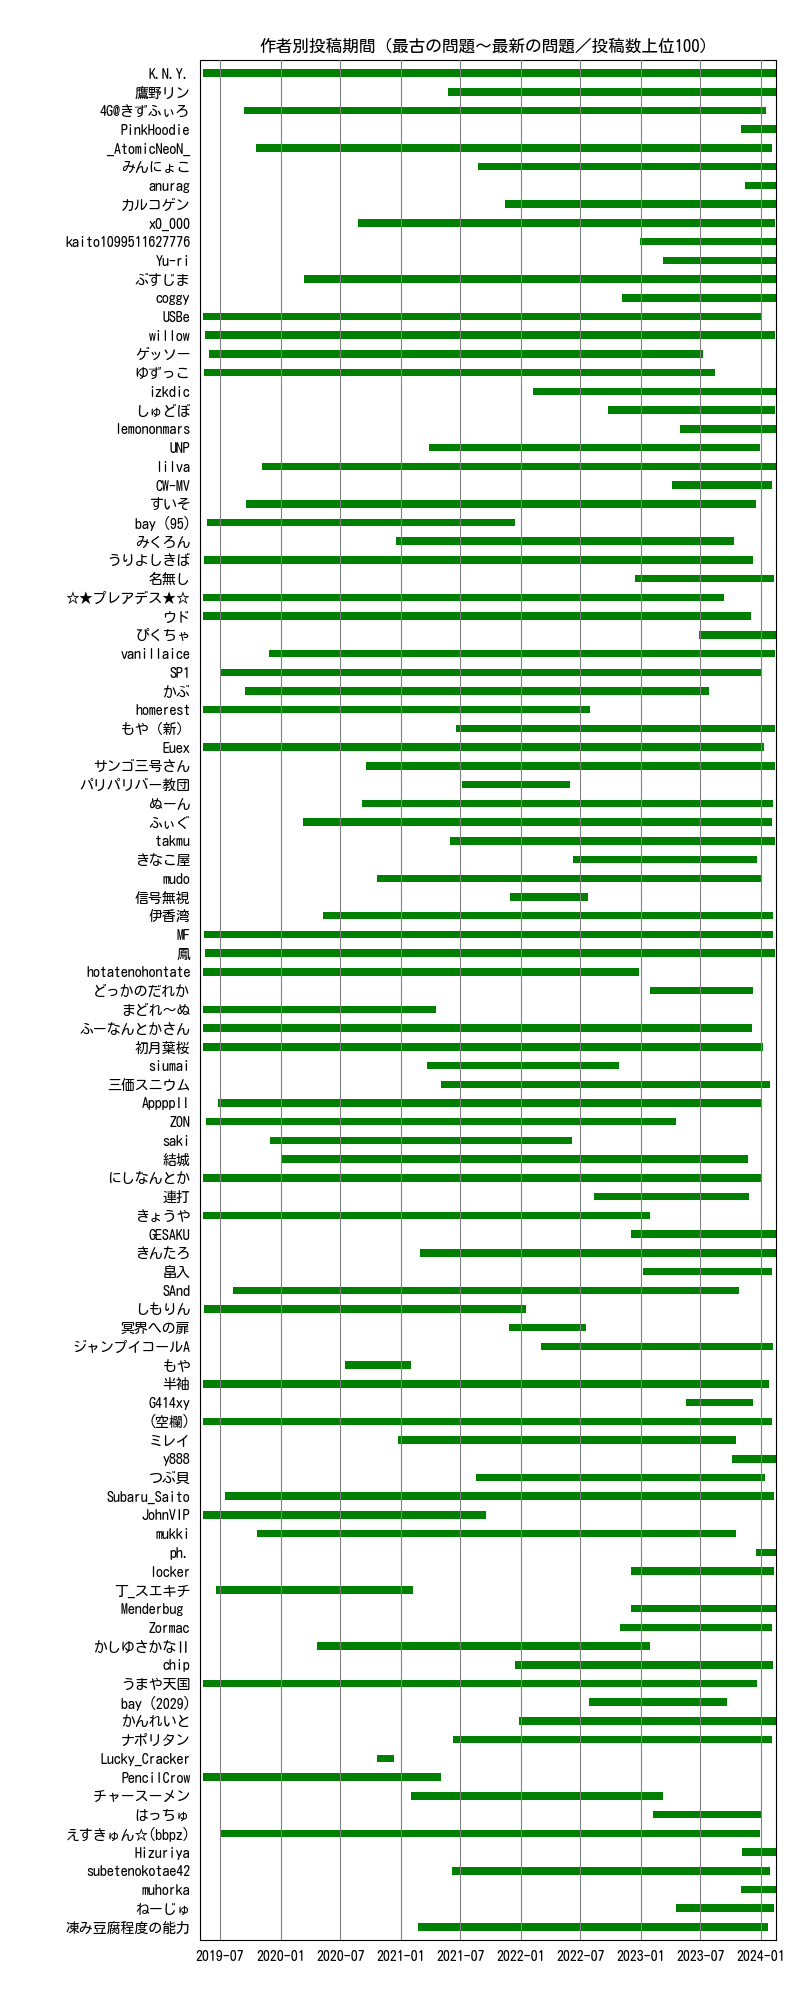 作者別投稿期間（最古の問題～最新の問題／投稿数上位100）
K.N.Y.
鷹野リン
4G@きずふぃろ
PinkHoodie
_AtomicNeoN_
みんにょこ
anurag
カルコゲン
x0_000
kaito1099511627776
Yu-ri
ぶすじま
coggy
USBe
willow
ゲッソー
ゆずっこ
izkdic
しゅどぼ
lemononmars
UNP
lilva
CW-MV
すいそ
bay (95)
みくろん
うりよしきば
名無し
☆★プレアデス★☆
ウド
ぴくちゃ
vanillaice
SP1
かぶ
homerest
もや（新）
Euex
サンゴ三号さん
パリパリバー教団
ぬーん
ふぃぐ
takmu
きなこ屋
mudo
信号無視
伊香湾
MF
鳳
hotatenohontate
どっかのだれか
まどれ～ぬ
ふーなんとかさん
初月葉桜
siumai
三価スニウム
Appppll
ZON
saki
結城
にしなんとか
連打
きょうや
GESAKU
きんたろ
畠入
SAnd
しもりん
冥界への扉
ジャンプイコールA
もや
半袖
G414xy
(空欄)
ミレイ
y888
つぶ貝
Subaru_Saito
JohnVIP
mukki
ph.
locker
丁_スエキチ
Menderbug
Zormac
かしゆさかなII
chip
うまや天国
bay (2029)
かんれいと
ナポリタン
Lucky_Cracker
PencilCrow
チャースーメン
はっちゅ
えすきゅん☆(bbpz)
Hizuriya
subetenokotae42
muhorka
ねーじゅ
凍み豆腐程度の能力
2019-07 2020-01 2020-07 2021-01 2021-07 2022-01 2022-07 2023-01 2023-07 2024-01